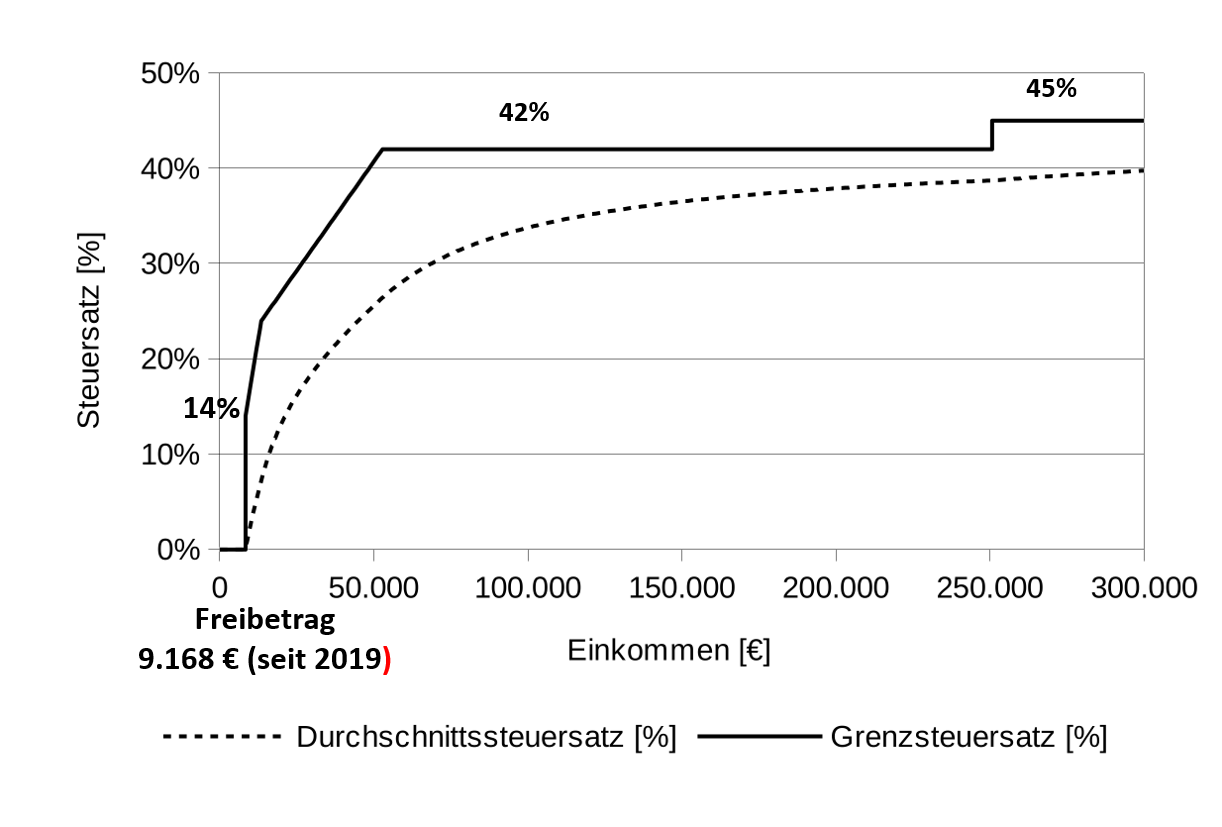 50%
45%
42%
40%
30%
Steuersatz [%]
20%
14%
10%
0%
0 50.000 100.000 150.000 200.000 250.000 300.000
Freibetrag
9.168 € (seit 2019)
Einkommen [€]
Durchschnittssteuersatz [%] Grenzsteuersatz [%]